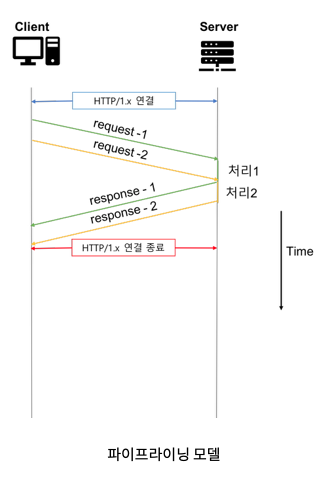 Client
Server
HTTP/1.x 연결
request -1
request -2
처리1
response - 1
처리2
response - 2
HTTP/1.x 연결 종료
Time
파이프라이닝 모델